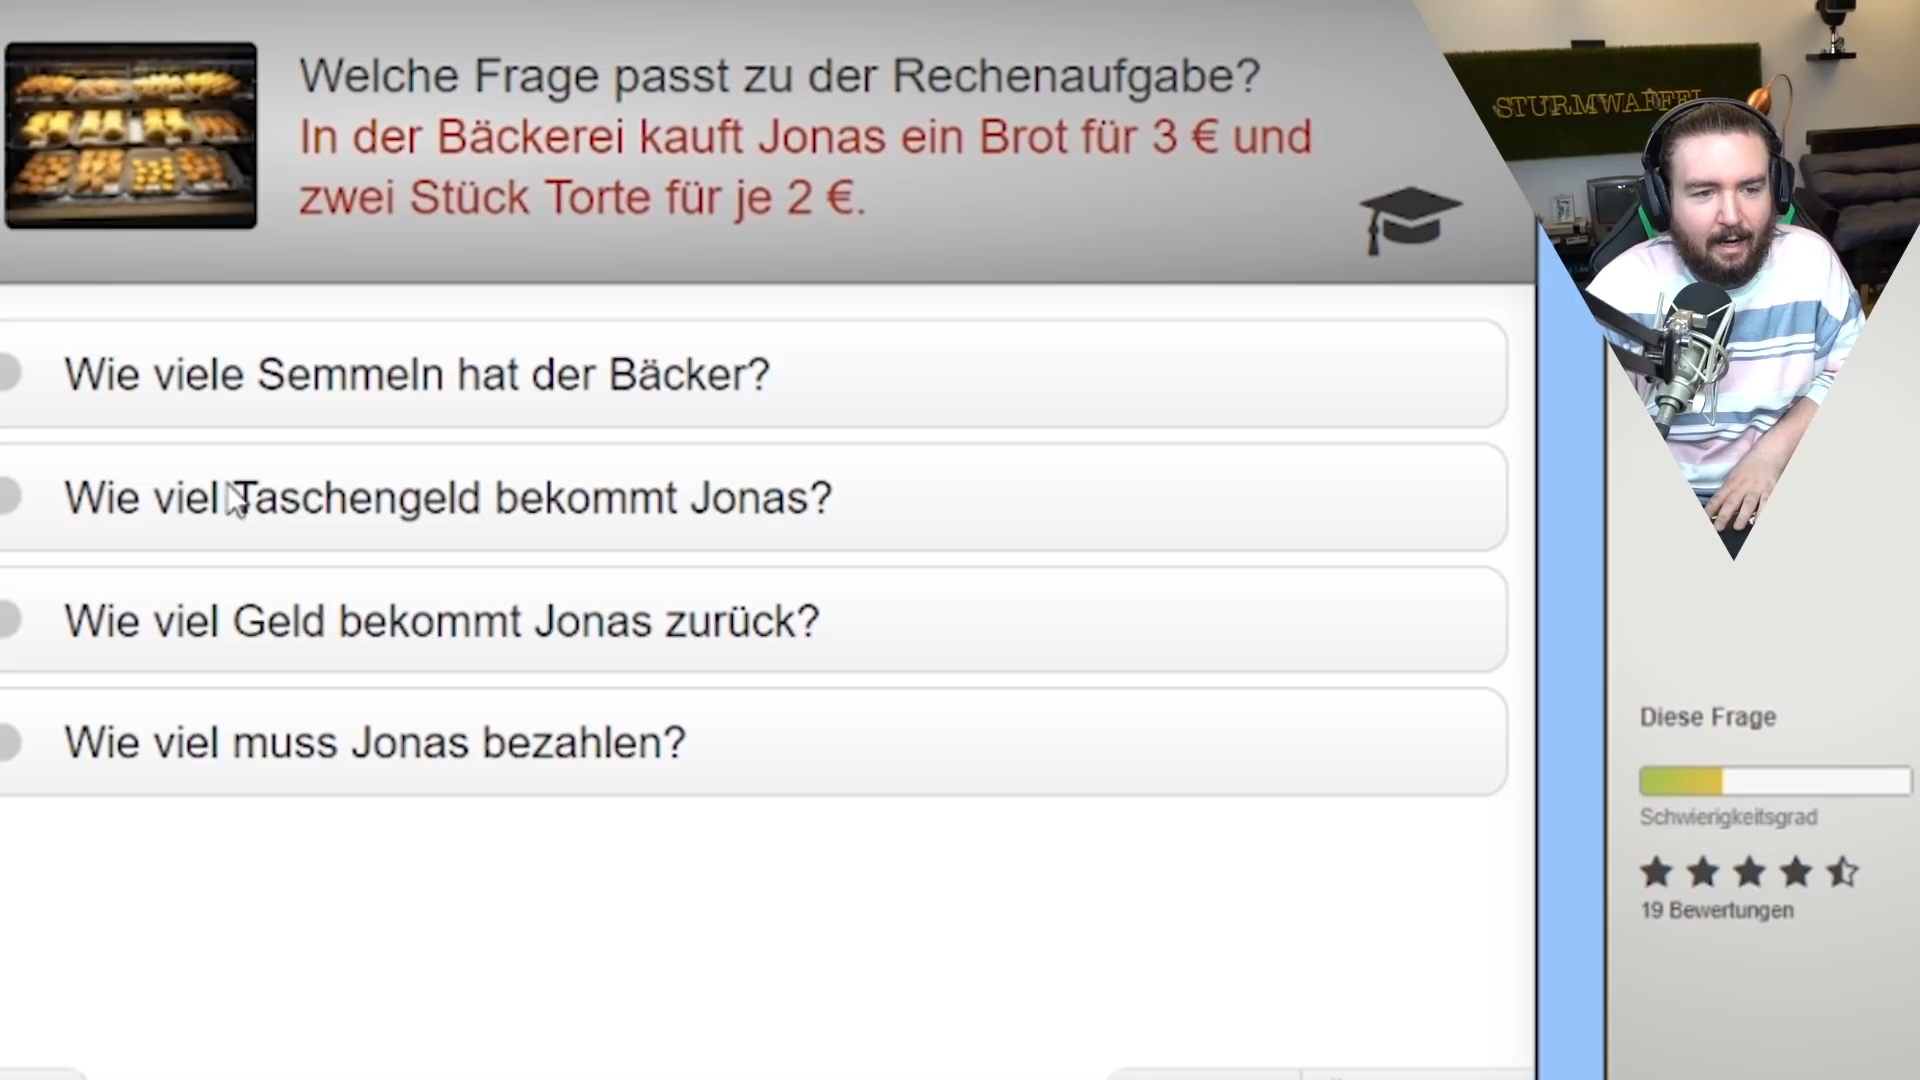 Welche Frage passt zu der Rechenaufgabe?
In der Bäckerei kauft Jonas ein Brot für 3 € und
zwei Stück Torte für je 2 €.
STURMWAFFEL
Wie viele Semmeln hat der Bäcker?
Wie viel Taschengeld bekommt Jonas?
Wie viel Geld bekommt Jonas zurück?
Wie viel muss Jonas bezahlen?
Diese Frage
Schwierigkeitsgrad
19 Bewertungen